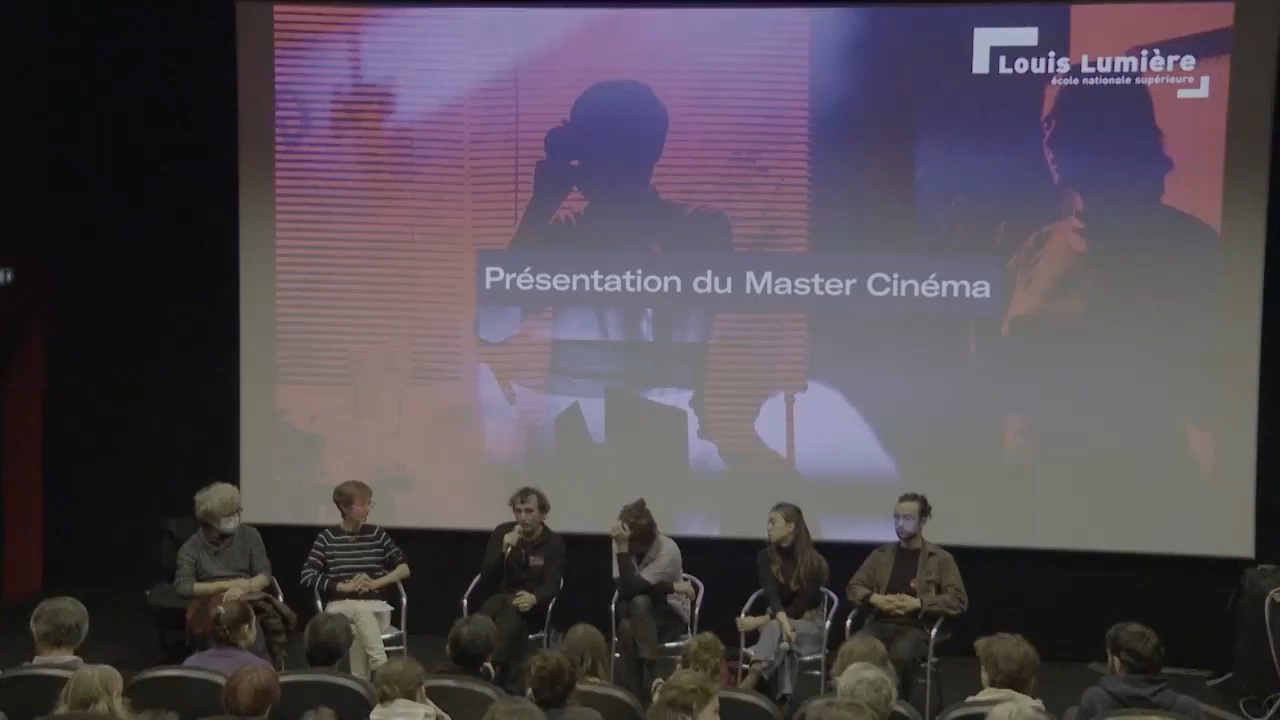 Louis Lumière
école nationale supérieure
Présentation du Master Cinéma